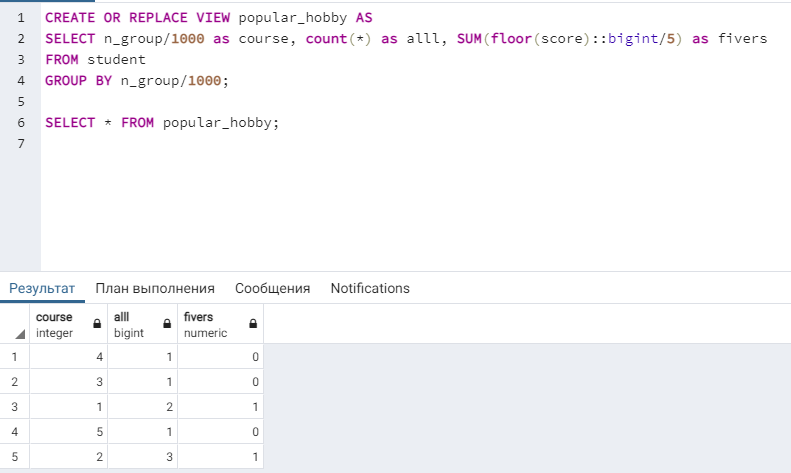 1 CREATE OR REPLACE VIEW popular_hobby AS
2 SELECT n_group/1000 as course, count(*) as alll, SUM(floor(score)::bigint/5) as fivers
3 FROM student
4 GROUP BY n_group/1000;
5
6 SELECT * FROM popular_hobby;
7
Результат План выполнения Сообщения Notifications
course alll fivers
integer bigint numeric
1 4 1 0
2 3 1 0
3 1 2 1
4 5 1 0
5 2 3 1